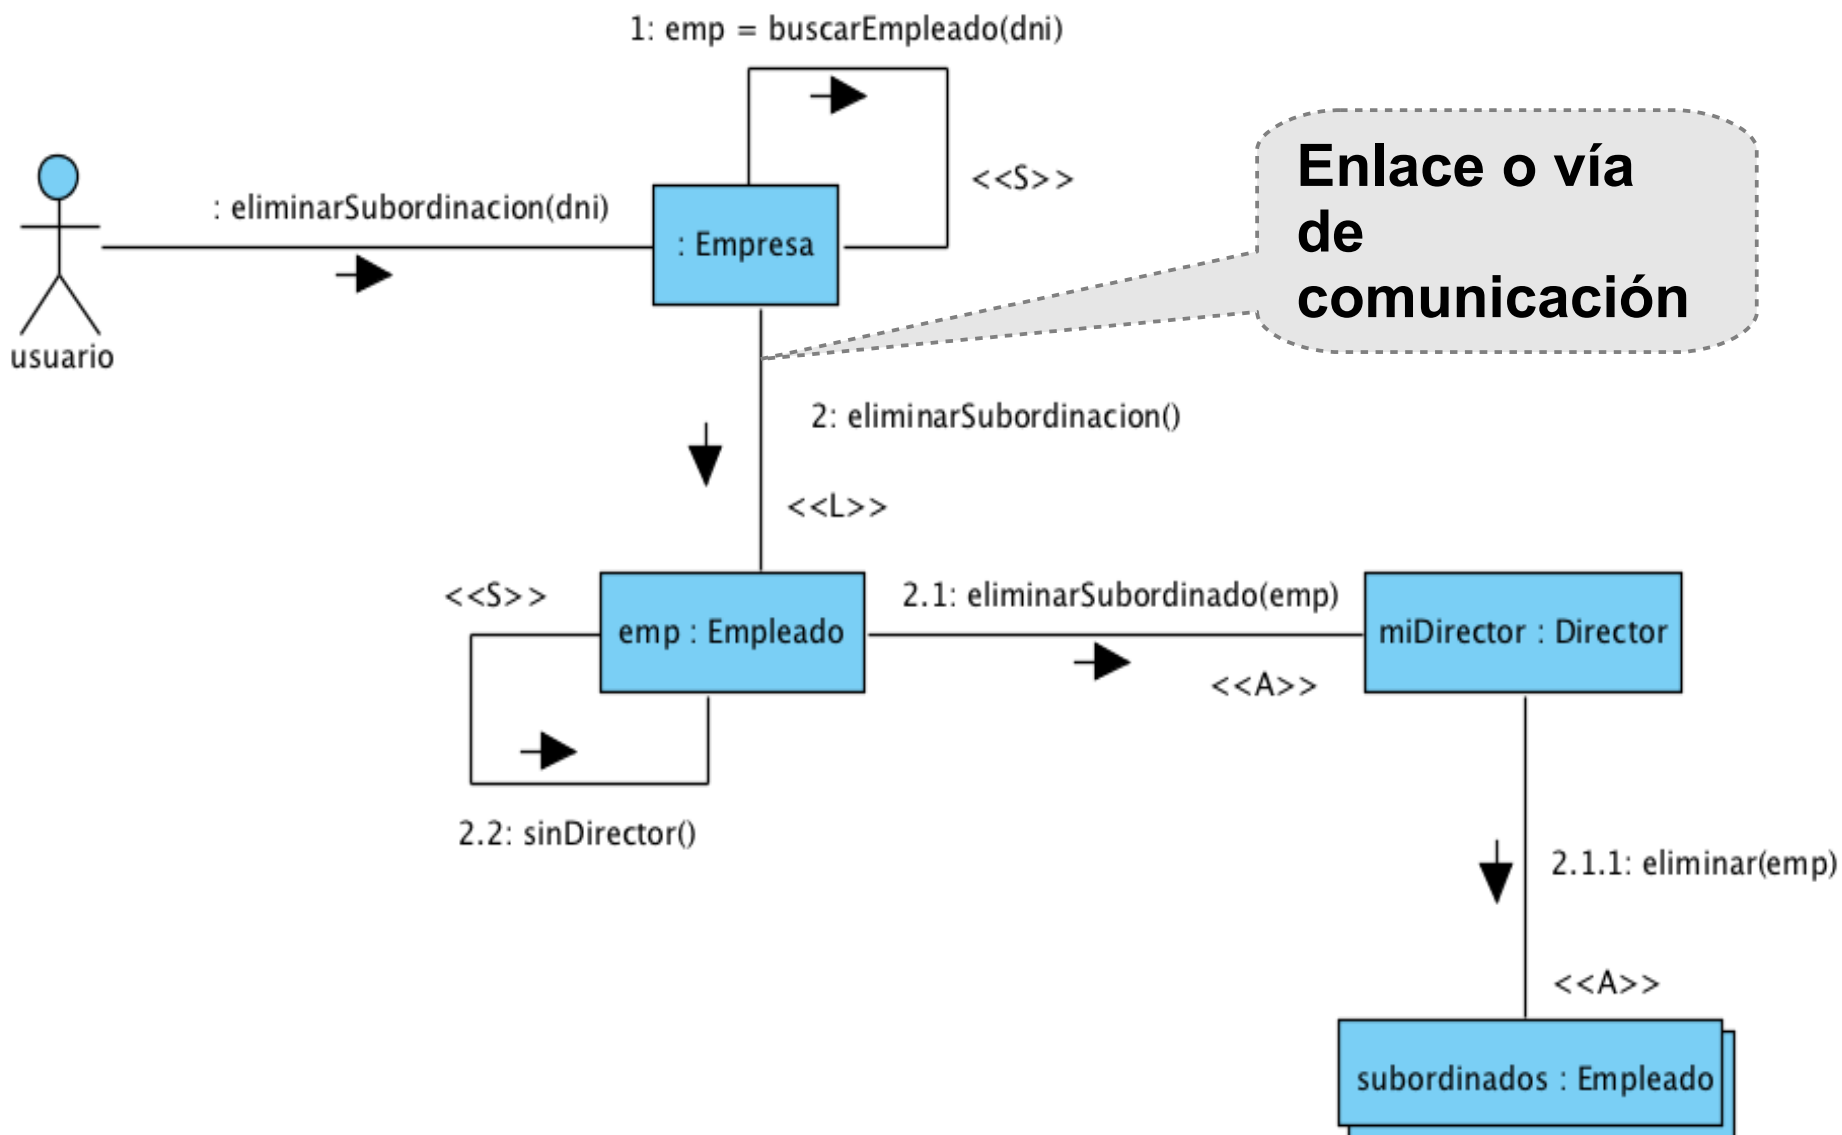 1: emp = buscarEmpleado(dni)
Enlace o vía
de
comunicación
<<S>>
: eliminarSubordinacion(dni)
: Empresa
usuario
2: eliminarSubordinacion()
<<L>>
<<S>>
2.1: eliminarSubordinado(emp)
emp : Empleado
miDirector : Director
<<A>>
2.2: sinDirector()
2.1.1: eliminar(emp)
<<A>>
subordinados : Empleado